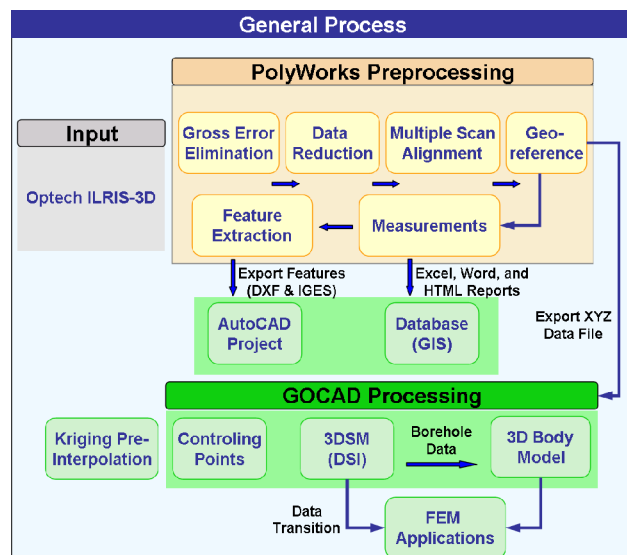 General Process
PolyWorks Preprocessing
Input
Optech ILRIS-3D
Gross Error
Elimination
Data
Reduction
Multiple Scan
Alignment
Geo-
reference
Feature
Extraction
Measurements
Export Features
(DXF & IGES)
Excel, Word, and
HTML Reports
AutoCAD
Project
Database
(GIS)
Export XYZ
Data File
GOCAD Processing
Kriging Pre-
Interpolation
Controling
Points
3DSM
(DSI)
Borehole
Data
3D Body
Model
Data
Transition
FEM
Applications